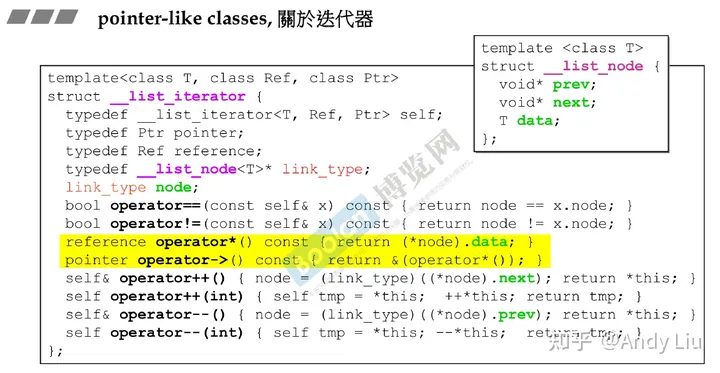 pointer-like classes, 關於迭代器
template <class T>
struct __list_node {
void* prev;
void* next;
T data;
};
template<class T, class Ref, class Ptr>
struct __list_iterator {
typedef __list_iterator<T, Ref, Ptr> self;
typedef Ptr pointer;
typedef Ref reference;
typedef __list_node<T>* link_type;
link_type node;
bool operator==(const self& x) const { return node == x.node; }
bool operator!=(const self& x) const { return node != x.node; }
reference operator*() const { return (*node).data; }
pointer operator->() const { return &(operator*()); }
self& operator++() { node = (link_type)((*node).next); return *this; }
self operator++(int) { self tmp = *this; ++*this; return tmp; }
self& operator--() { node = (link_type)((*node).prev); return *this; }
self operator--(int) { self tmp = *this; --*this; return tmp; }
};
博览网
知乎 @Andy Liu